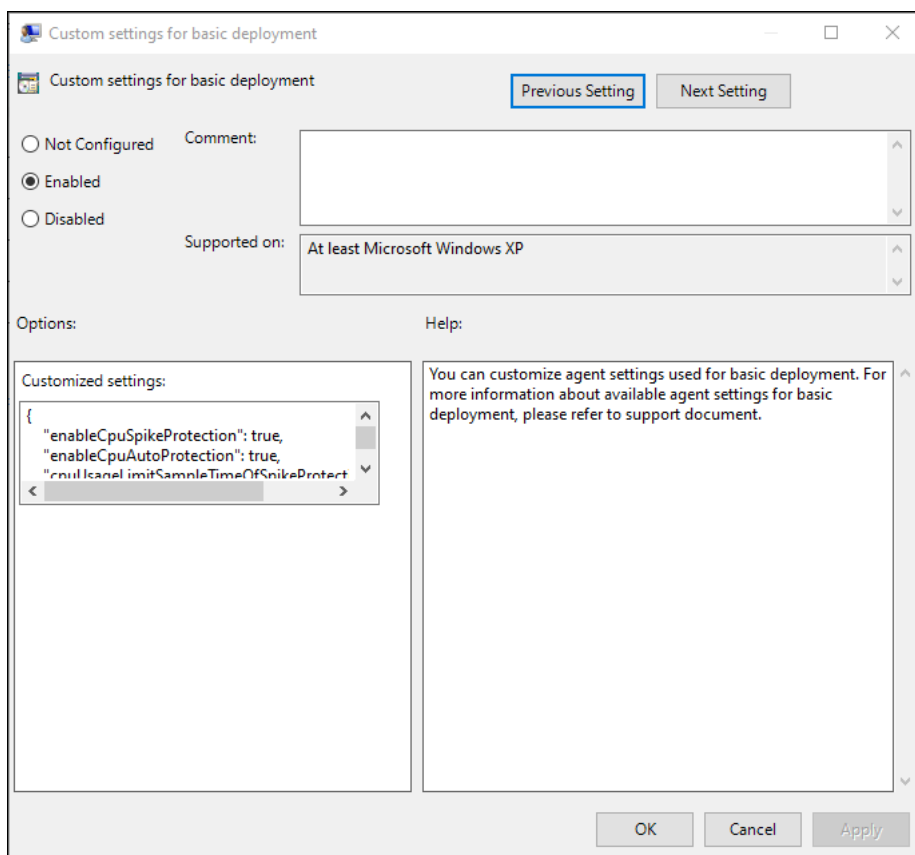 Custom settings for basic deployment
Custom settings for basic deployment
Previous Setting
Next Setting
Not Configured
Comment:
Enabled
Disabled
Supported on:
At least Microsoft Windows XP
Options:
Help:
Customized settings:
{
"enableCpuSpikeProtection": true,
"enableCpuAutoProtection": true,
"cpuUsageLimitSampleTimeOfSpikeProtect
You can customize agent settings used for basic deployment. For
more information about available agent settings for basic
deployment, please refer to support document.
OK
Cancel
Apply